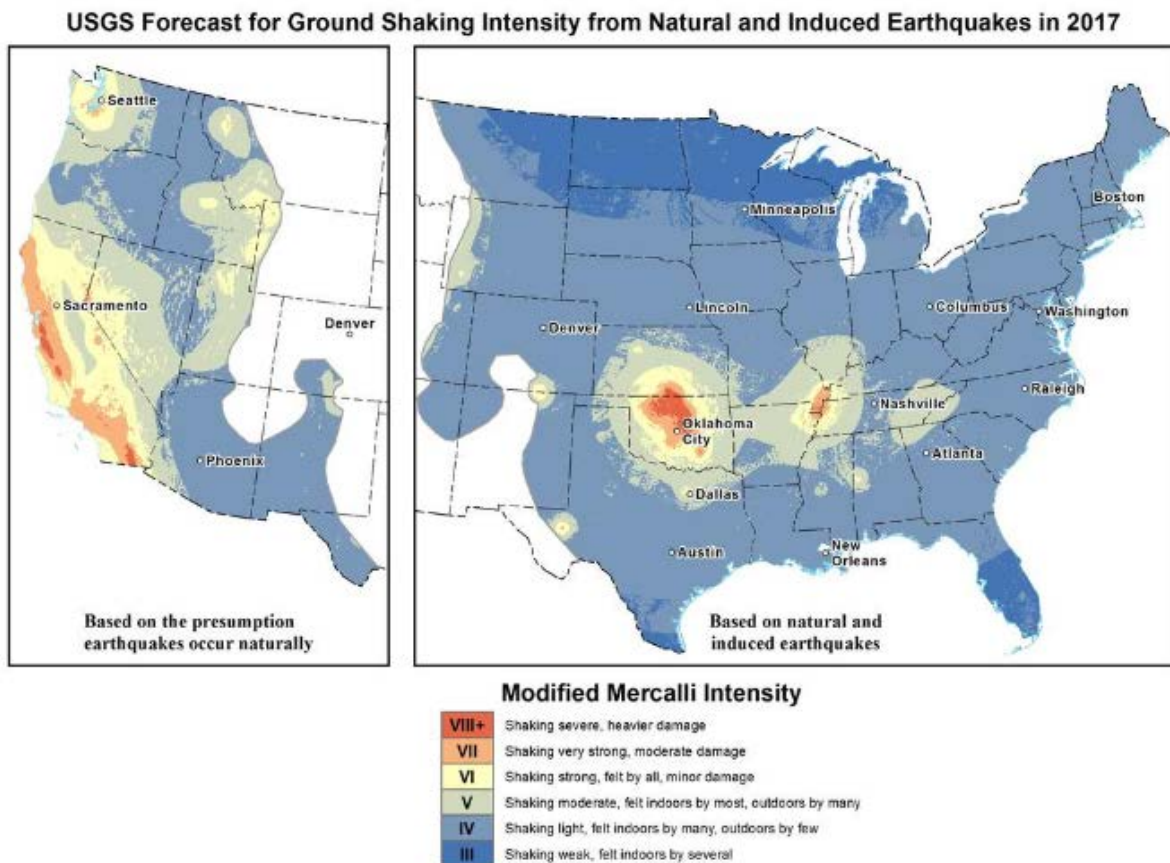 USGS Forecast for Ground Shaking Intensity from Natural and Induced Earthquakes in 2017
Seattle
Sacramento
Denver
Phoenix
Based on the presumption
earthquakes occur naturally
Minneapolis
Boston
Lincoln
Columbus
Washington
Denver
Raleigh
Nashville
Oklahoma
City
Atlanta
Dallas
Austin
New
Orleans
Based on natural and
induced earthquakes
Modified Mercalli Intensity
VIII+ Shaking severe, heavier damage
VII Shaking very strong, moderate damage
VI Shaking strong, felt by all, minor damage
V Shaking moderate, felt indoors by most, outdoors by many
IV Shaking light, felt indoors by many, outdoors by few
III Shaking weak, felt indoors by several